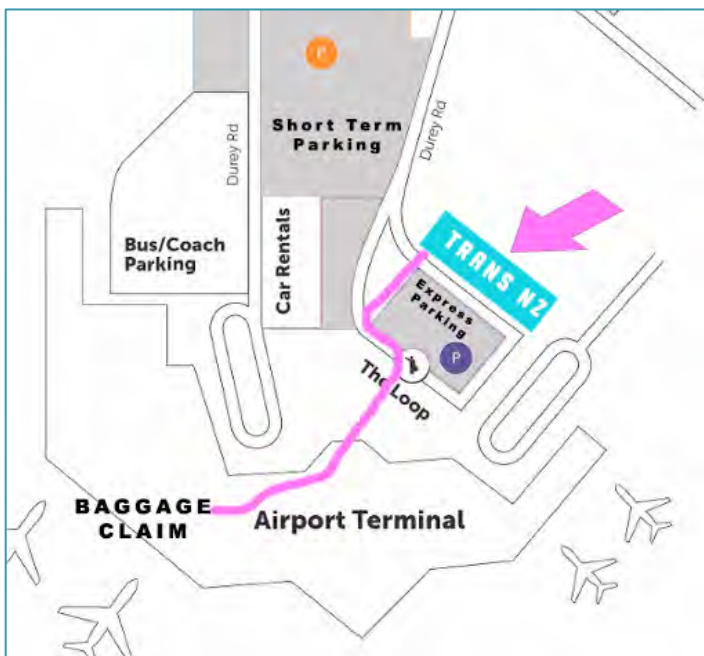 P
Short Term
Parking
Durey Rd
Durey Rd
Bus/Coach
Parking
Car Rentals
TRANS NZ
Express
Parking
P
The Loop
BAGGAGE
CLAIM
Airport Terminal